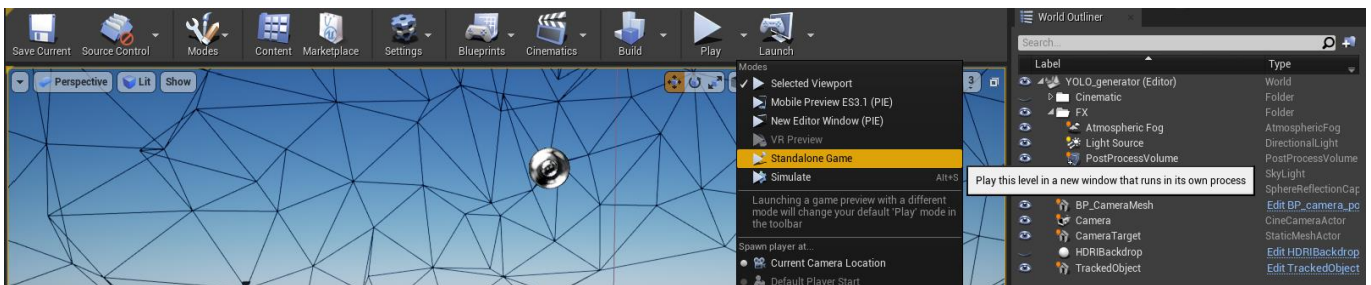 Save Current
Source Control
Modes
Content
Marketplace
Settings
Blueprints
Cinematics
Build
Play
Launch
Perspective
Lit
Show
3
Modes
Selected Viewport
Mobile Preview ES3.1 (PIE)
New Editor Window (PIE)
VR Preview
Standalone Game
Simulate Alt+S
Launching a game preview with a different
mode will change your default 'Play' mode in
the toolbar
Spawn player at...
Current Camera Location
Default Player Start
Play this level in a new window that runs in its own process
World Outliner
Search...
Label Type
YOLO_generator (Editor) World
Cinematic Folder
FX Folder
Atmospheric Fog AtmosphericFog
Light Source DirectionalLight
PostProcessVolume PostProcessVolume
SkyLight
SphereReflectionCap
BP_CameraMesh Edit BP_camera_pc
Camera CineCameraActor
CameraTarget StaticMeshActor
HDRIBackdrop Edit HDRIBackdrop
TrackedObject Edit TrackedObject